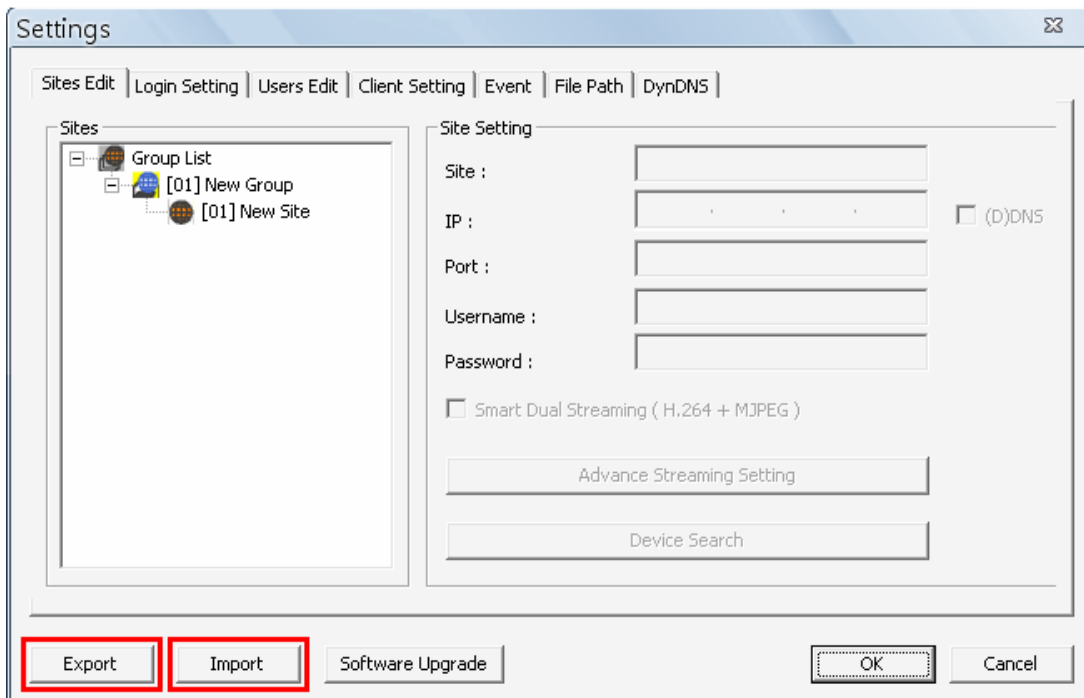 Settings
Sites Edit Login Setting Users Edit Client Setting Event File Path DynDNS
Sites
Group List
[01] New Group
[01] New Site
Site Setting
Site :
IP :
(D)DNS
Port :
Username :
Password :
Smart Dual Streaming ( H.264 + MJPEG )
Advance Streaming Setting
Device Search
Export Import Software Upgrade OK Cancel